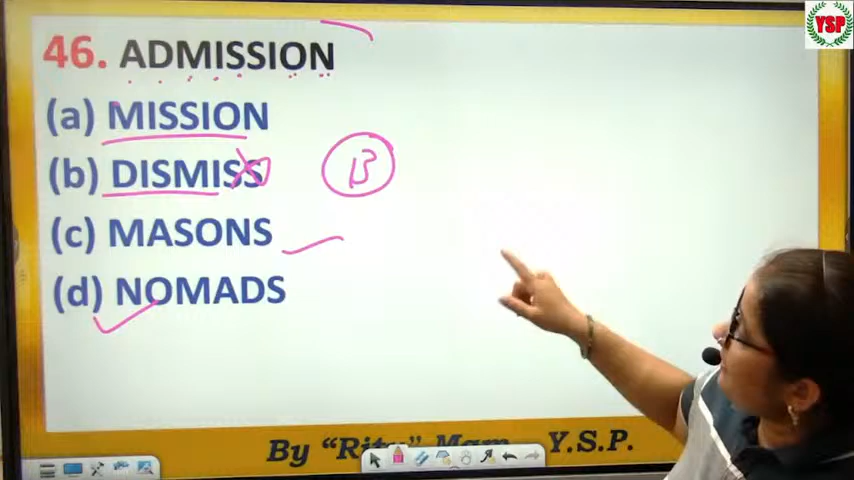 YSP
46. ADMISSION
(a) MISSION
(b) DISMISS
B
(c) MASONS
(d) NOMADS
By "Ritu" Mam Y.S.P.